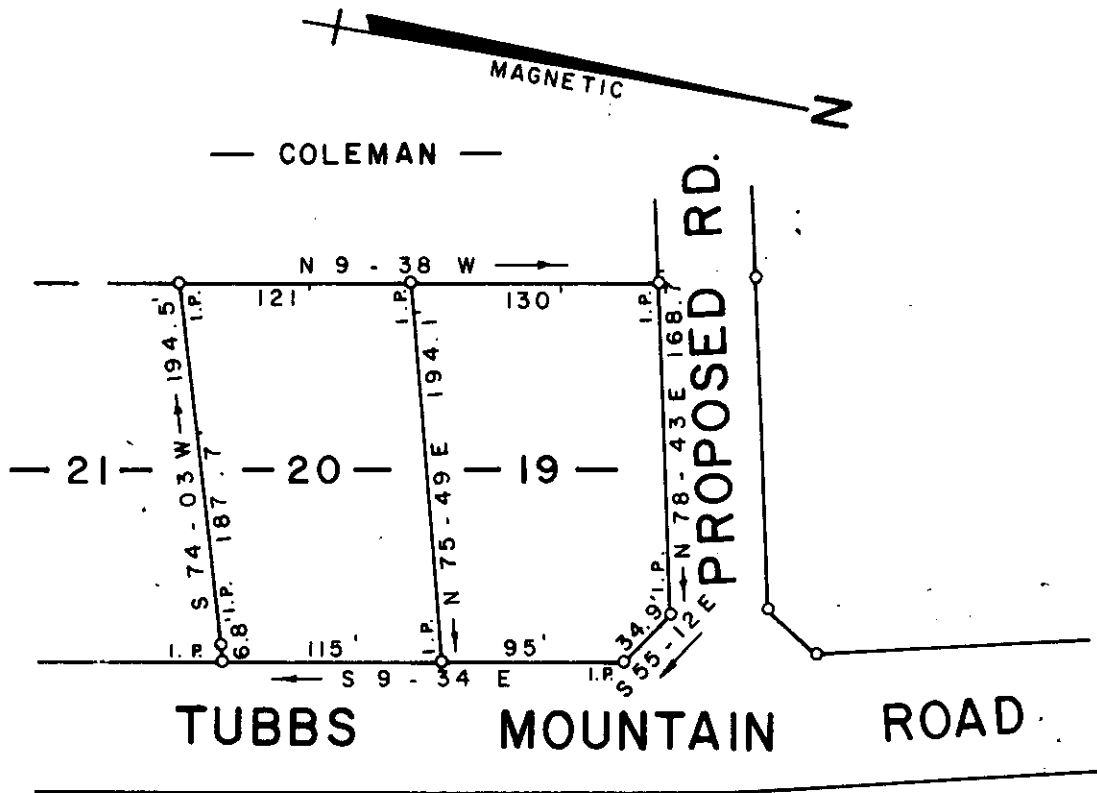 MAGNETIC
N
— COLEMAN —
N 9 - 38 W
121'
130'
I.P.
I.P.
I.P.
S 74 - 03 W
194.5'
187.7'
I.P.
6.8'
I.P.
N 75 - 49 E
194.1'
I.P.
N 78 - 43 E
168.7'
I.P.
PROPOSED RD.
— 21 —
— 20 —
— 19 —
34.9'
S 55 - 12 E
I.P.
115'
95'
S 9 - 34 E
TUBBS MOUNTAIN ROAD